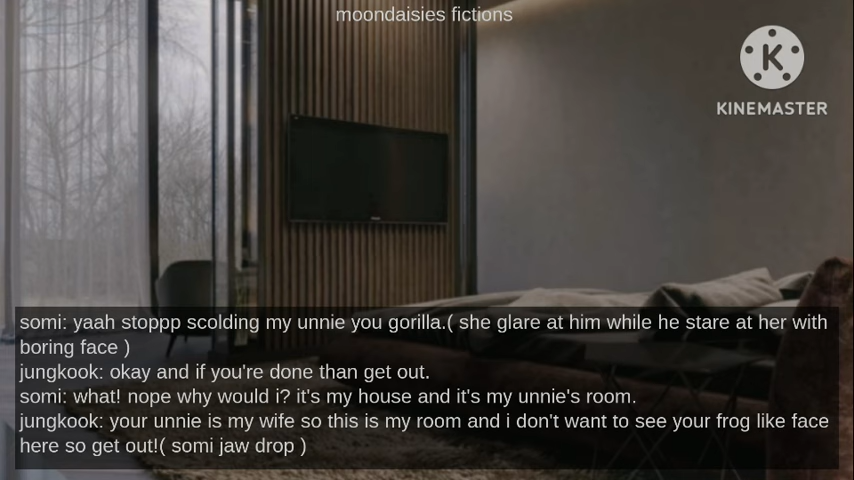 moondaisies fictions
KINEMASTER
somi: yaah stoppp scolding my unnie you gorilla.( she glare at him while he stare at her with
boring face )
jungkook: okay and if you're done than get out.
somi: what! nope why would i? it's my house and it's my unnie's room.
jungkook: your unnie is my wife so this is my room and i don't want to see your frog like face
here so get out!( somi jaw drop )